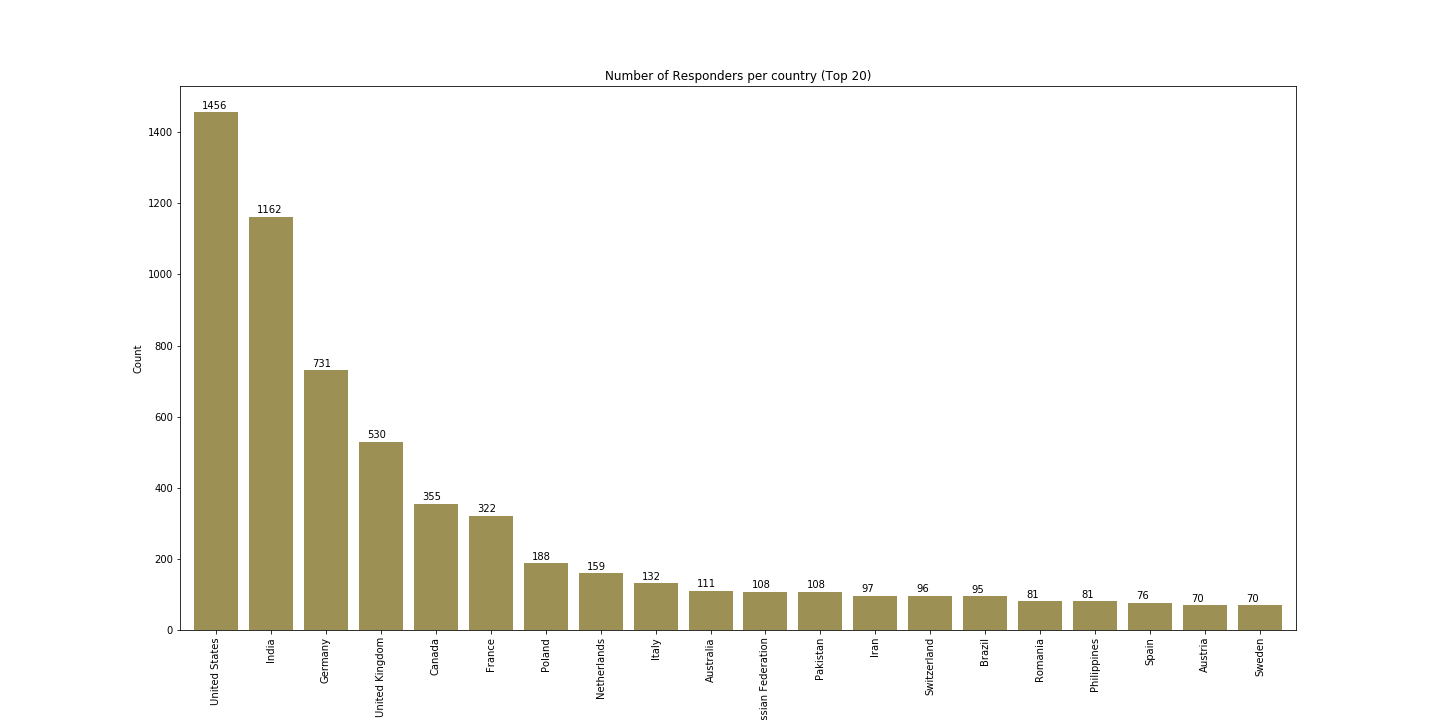 Number of Responders per country (Top 20)
Count
1400
1200
1000
800
600
400
200
0
1456
1162
731
530
355
322
188
159
132
111
108
108
97
96
95
81
81
76
70
70
United States
India
Germany
United Kingdom
Canada
France
Poland
Netherlands
Italy
Australia
ssian Federation
Pakistan
Iran
Switzerland
Brazil
Romania
Philippines
Spain
Austria
Sweden